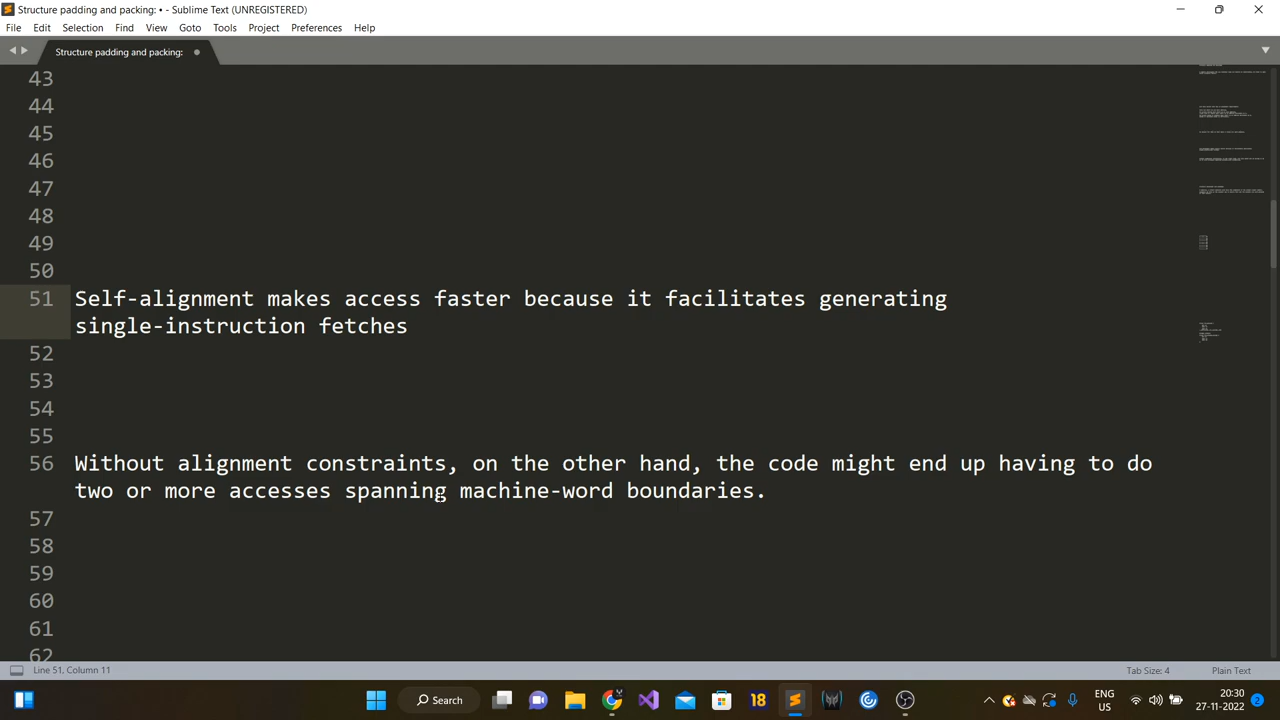 Structure padding and packing: • - Sublime Text (UNREGISTERED)
File Edit Selection Find View Goto Tools Project Preferences Help
Structure padding and packing:
43
44
45
46
47
48
49
50
51 Self-alignment makes access faster because it facilitates generating
single-instruction fetches
52
53
54
55
56 Without alignment constraints, on the other hand, the code might end up having to do
two or more accesses spanning machine-word boundaries.
57
58
59
60
61
62
Line 51, Column 11 Tab Size: 4 Plain Text
Search 18 ENG US 20:30 27-11-2022 2